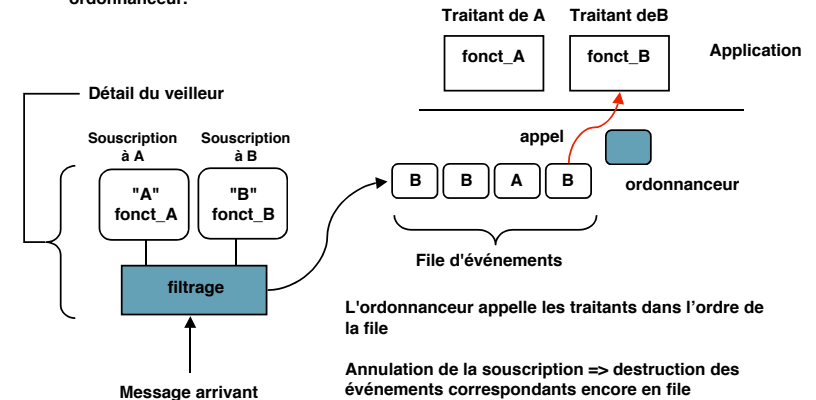 ordonnanceur.
Traitant de A
Traitant deB
fonct_A
fonct_B
Application
Détail du veilleur
Souscription
à A
Souscription
à B
"A"
fonct_A
"B"
fonct_B
appel
B
B
A
B
ordonnanceur
File d'événements
filtrage
L'ordonnanceur appelle les traitants dans l’ordre de
la file
Annulation de la souscription => destruction des
événements correspondants encore en file
Message arrivant